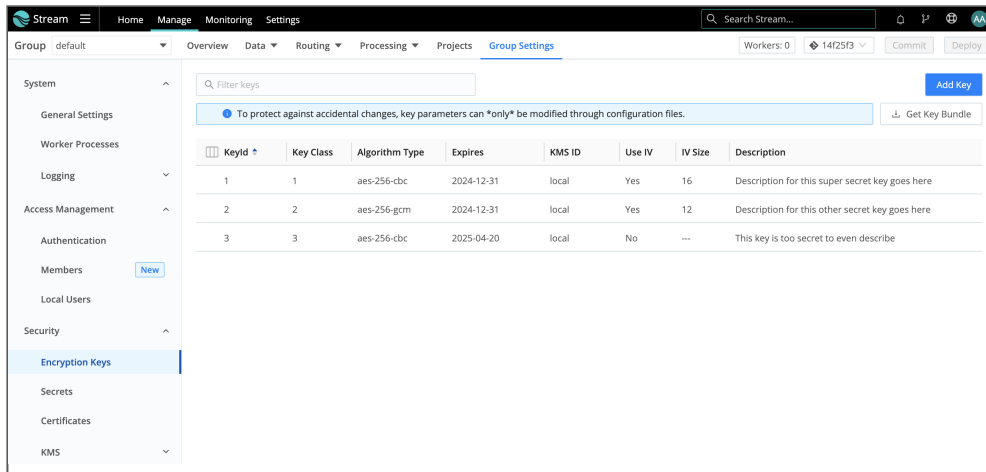 Stream Home Manage Monitoring Settings Search Stream... AA
Group default Overview Data Routing Processing Projects Group Settings Workers: 0 14f25f3 Commit Deploy
System
General Settings
Worker Processes
Logging
Access Management
Authentication
Members New
Local Users
Security
Encryption Keys
Secrets
Certificates
KMS
Filter keys Add Key
To protect against accidental changes, key parameters can *only* be modified through configuration files. Get Key Bundle
KeyId Key Class Algorithm Type Expires KMS ID Use IV IV Size Description
1 1 aes-256-cbc 2024-12-31 local Yes 16 Description for this super secret key goes here
2 2 aes-256-gcm 2024-12-31 local Yes 12 Description for this other secret key goes here
3 3 aes-256-cbc 2025-04-20 local No --- This key is too secret to even describe